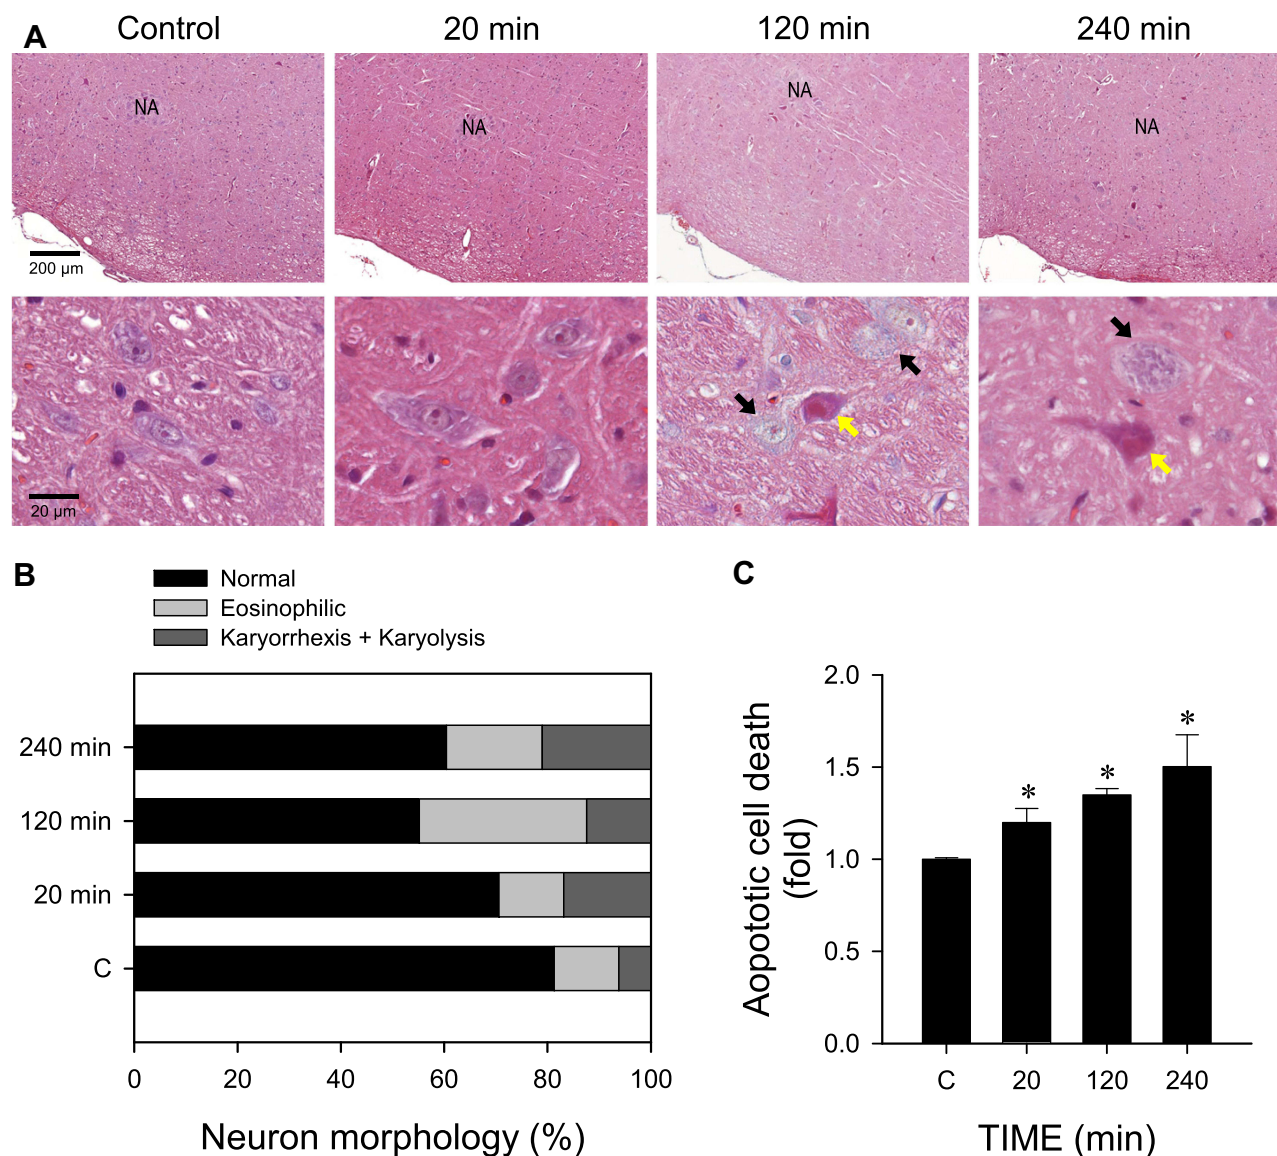 A
Control
20 min
120 min
240 min
NA
NA
NA
NA
200 µm
20 µm
B
Normal
Eosinophilic
Karyorrhexis + Karyolysis
240 min
120 min
20 min
C
0
20
40
60
80
100
Neuron morphology (%)
C
Aopototic cell death
(fold)
2.0
1.5
1.0
0.5
0.0
*
*
*
C
20
120
240
TIME (min)